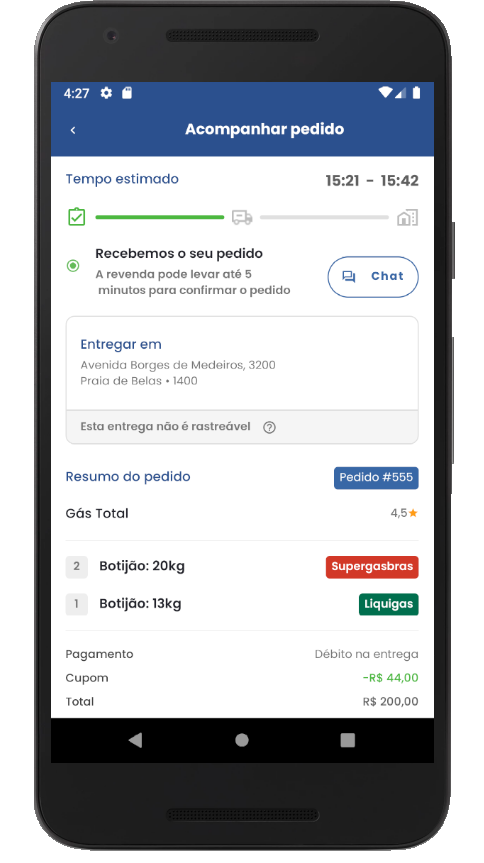 4:27
Acompanhar pedido
Tempo estimado 15:21 - 15:42
Recebemos o seu pedido
A revenda pode levar até 5
minutos para confirmar o pedido
Chat
Entregar em
Avenida Borges de Medeiros, 3200
Praia de Belas • 1400
Esta entrega não é rastreável
Resumo do pedido Pedido #555
Gás Total 4,5
2 Botijão: 20kg Supergasbras
1 Botijão: 13kg Liquigas
Pagamento Débito na entrega
Cupom -R$ 44,00
Total R$ 200,00